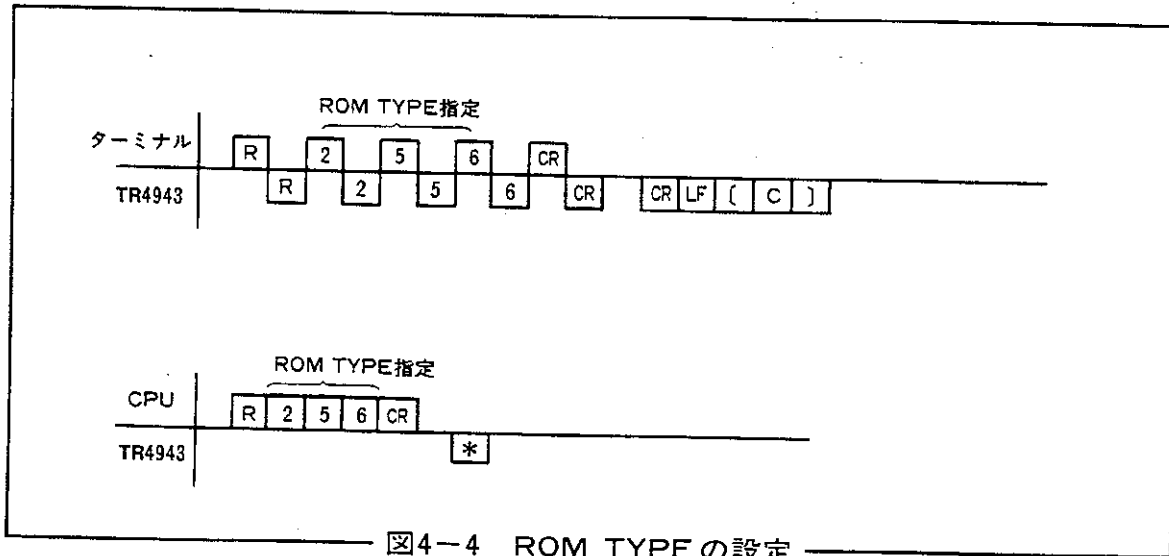 ROM TYPE指定
ターミナル R 2 5 6 CR
TR4943 R 2 5 6 CR CR LF [ C ]
ROM TYPE指定
CPU R 2 5 6 CR
TR4943 *
図4-4 ROM TYPEの設定